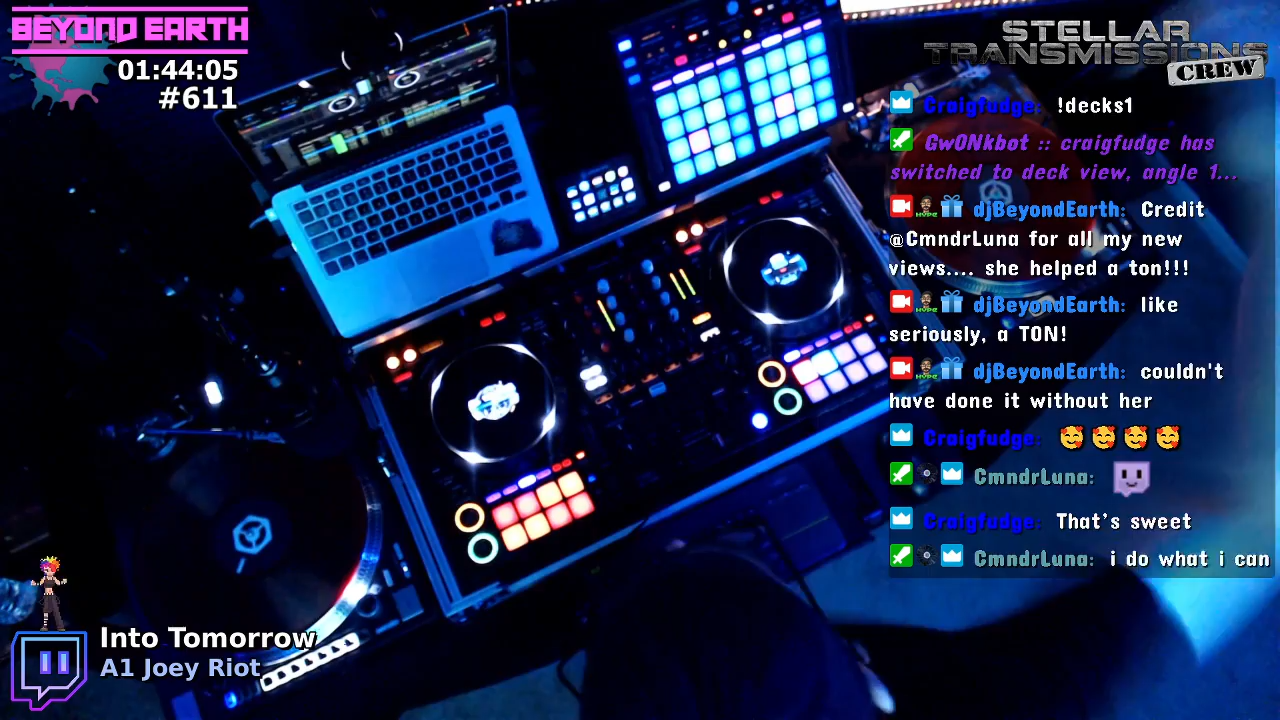 BEYOND EARTH
01:44:05
#611
STELLAR
TRANSMISSIONS
CREW
Craigfudge: !decks1
GwONkbot :: craigfudge has
switched to deck view, angle 1...
djBeyondEarth: Credit
@CmndrLuna for all my new
views.... she helped a ton!!!
djBeyondEarth: like
seriously, a TON!
djBeyondEarth: couldn't
have done it without her
Craigfudge:
CmndrLuna:
Craigfudge: That's sweet
CmndrLuna: i do what i can
Into Tomorrow
A1 Joey Riot